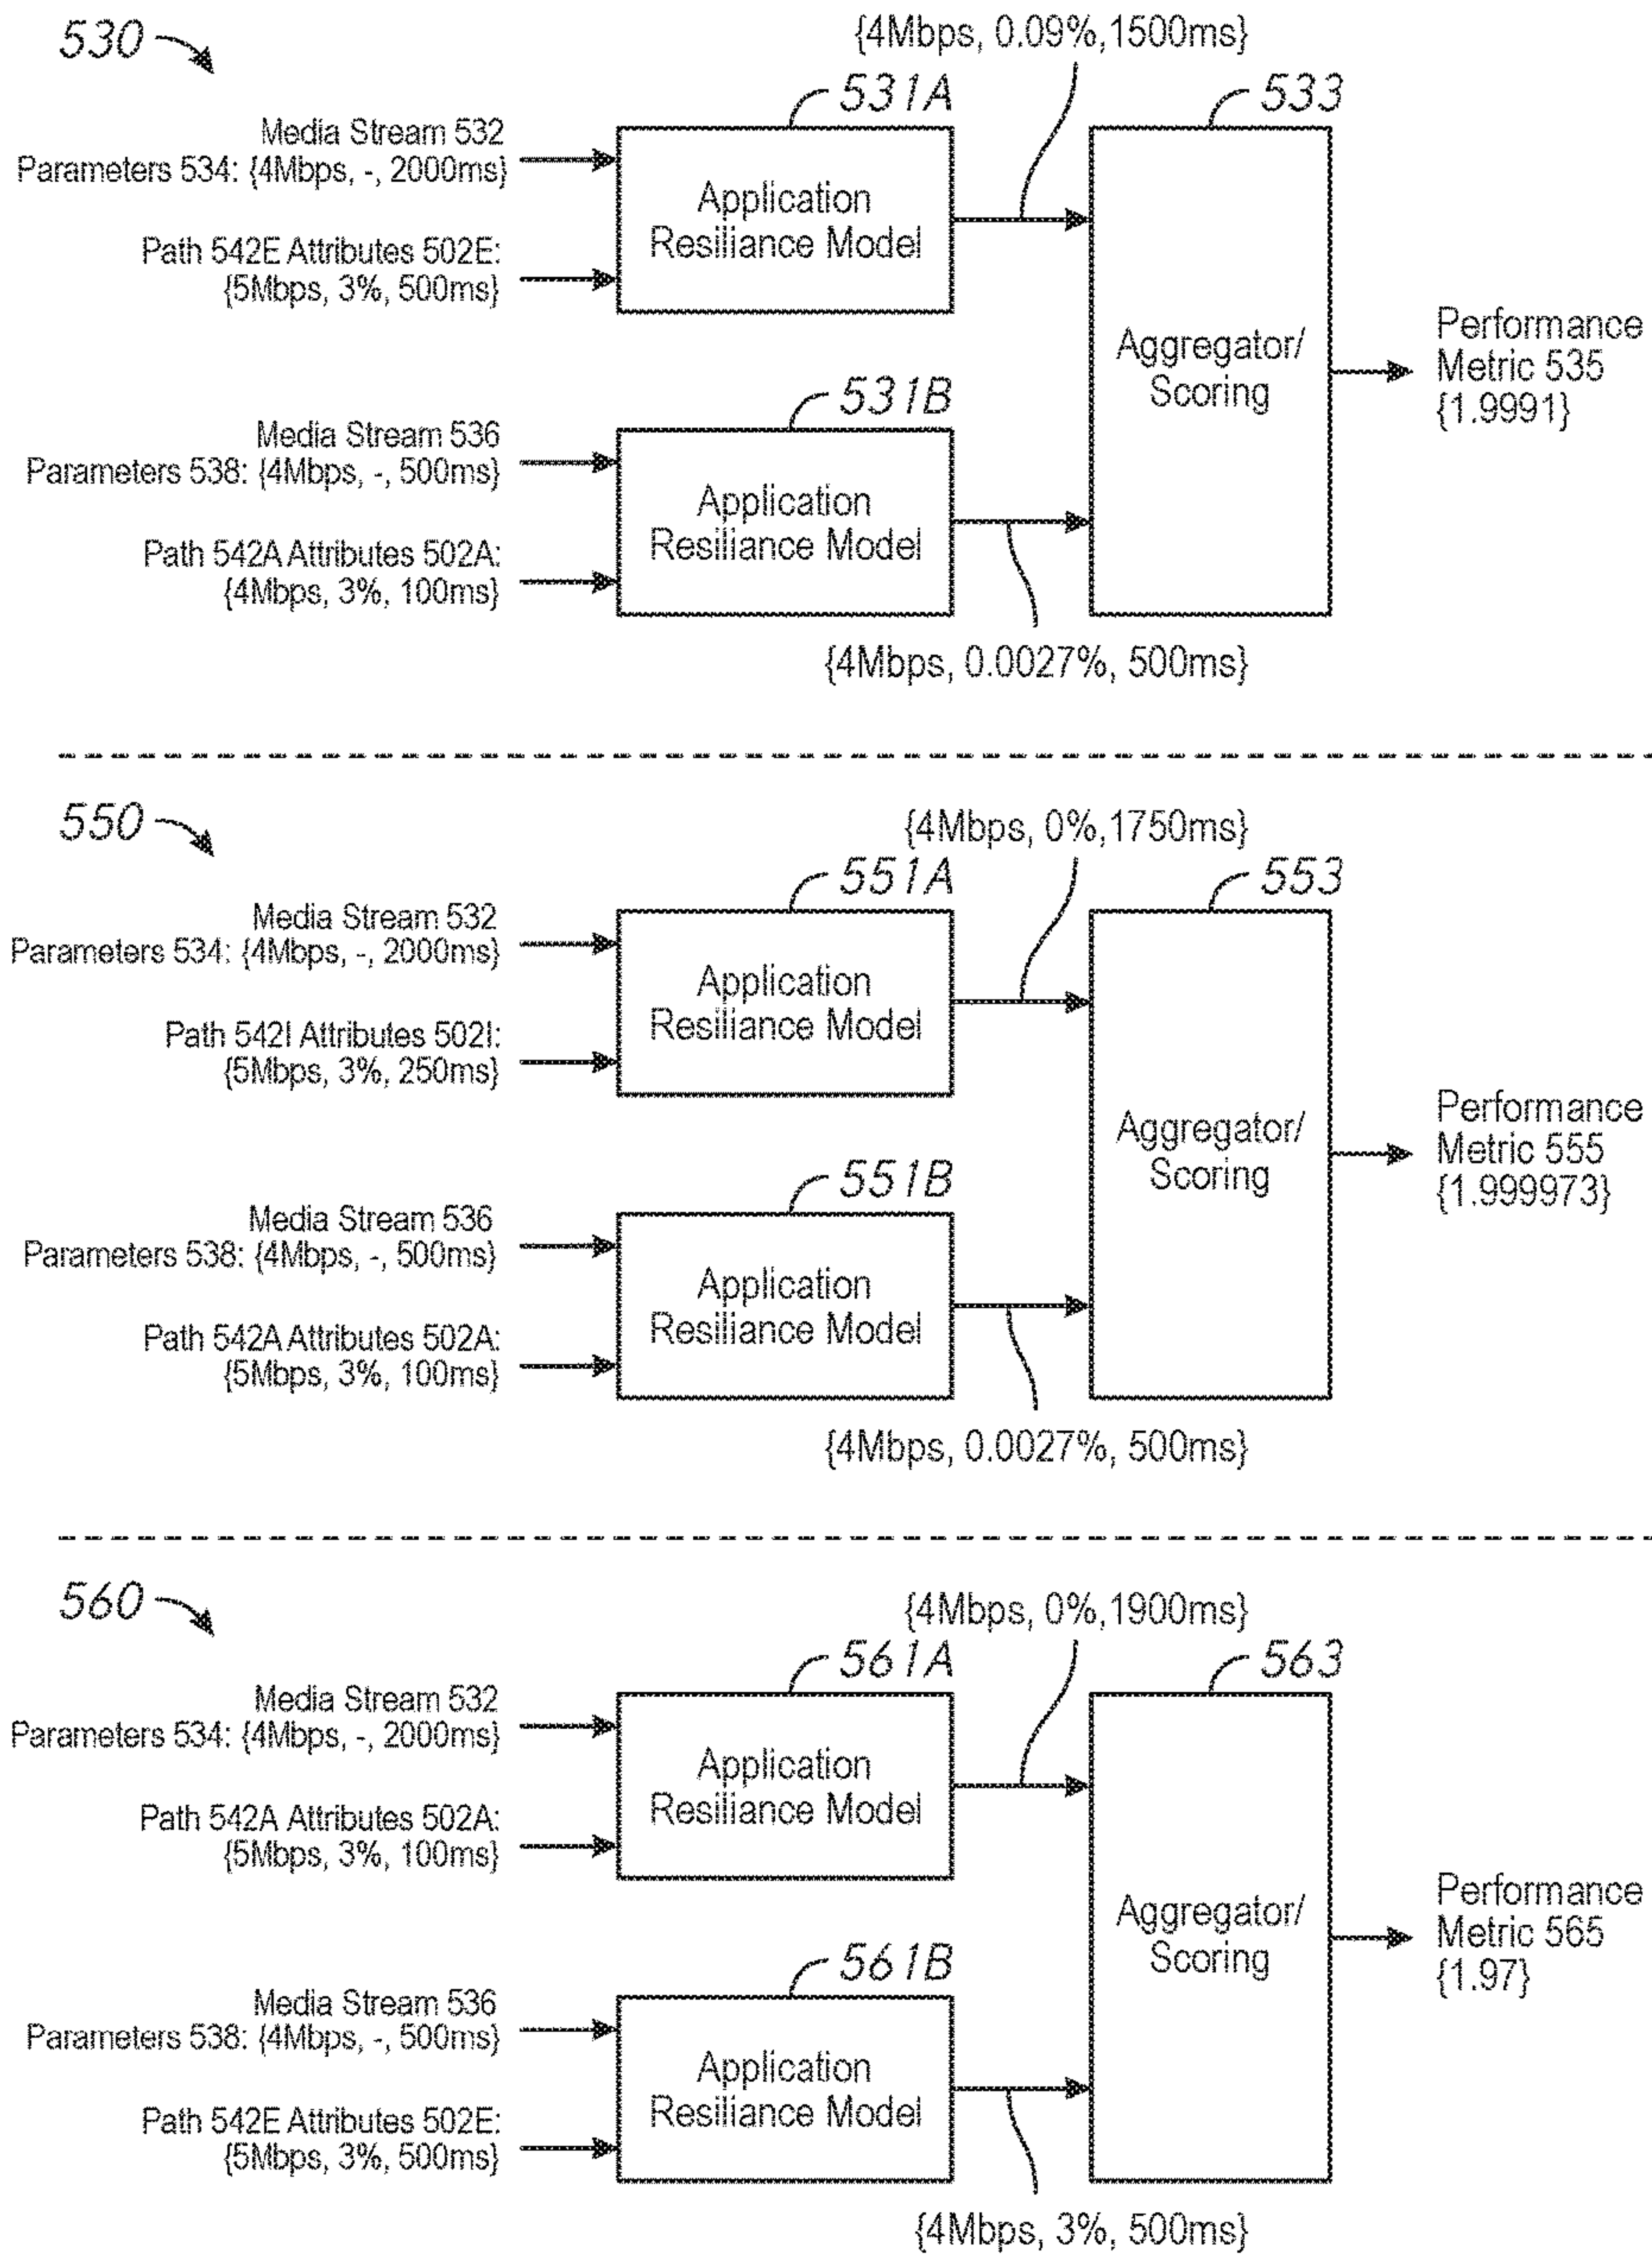 530
{4Mbps, 0.09%,1500ms}
531A
533
Media Stream 532
Parameters 534: {4Mbps, -, 2000ms}
Application
Resiliance Model
Path 542E Attributes 502E:
{5Mbps, 3%, 500ms}
Aggregator/
Scoring
Performance
Metric 535
{1.9991}
531B
Media Stream 536
Parameters 538: {4Mbps, -, 500ms}
Application
Resiliance Model
Path 542A Attributes 502A:
{4Mbps, 3%, 100ms}
{4Mbps, 0.0027%, 500ms}
550
{4Mbps, 0%,1750ms}
551A
553
Media Stream 532
Parameters 534: {4Mbps, -, 2000ms}
Application
Resiliance Model
Path 542I Attributes 502I:
{5Mbps, 3%, 250ms}
Aggregator/
Scoring
Performance
Metric 555
{1.999973}
551B
Media Stream 536
Parameters 538: {4Mbps, -, 500ms}
Application
Resiliance Model
Path 542A Attributes 502A:
{5Mbps, 3%, 100ms}
{4Mbps, 0.0027%, 500ms}
560
{4Mbps, 0%,1900ms}
561A
563
Media Stream 532
Parameters 534: {4Mbps, -, 2000ms}
Application
Resiliance Model
Path 542A Attributes 502A:
{5Mbps, 3%, 100ms}
Aggregator/
Scoring
Performance
Metric 565
{1.97}
561B
Media Stream 536
Parameters 538: {4Mbps, -, 500ms}
Application
Resiliance Model
Path 542E Attributes 502E:
{5Mbps, 3%, 500ms}
{4Mbps, 3%, 500ms}